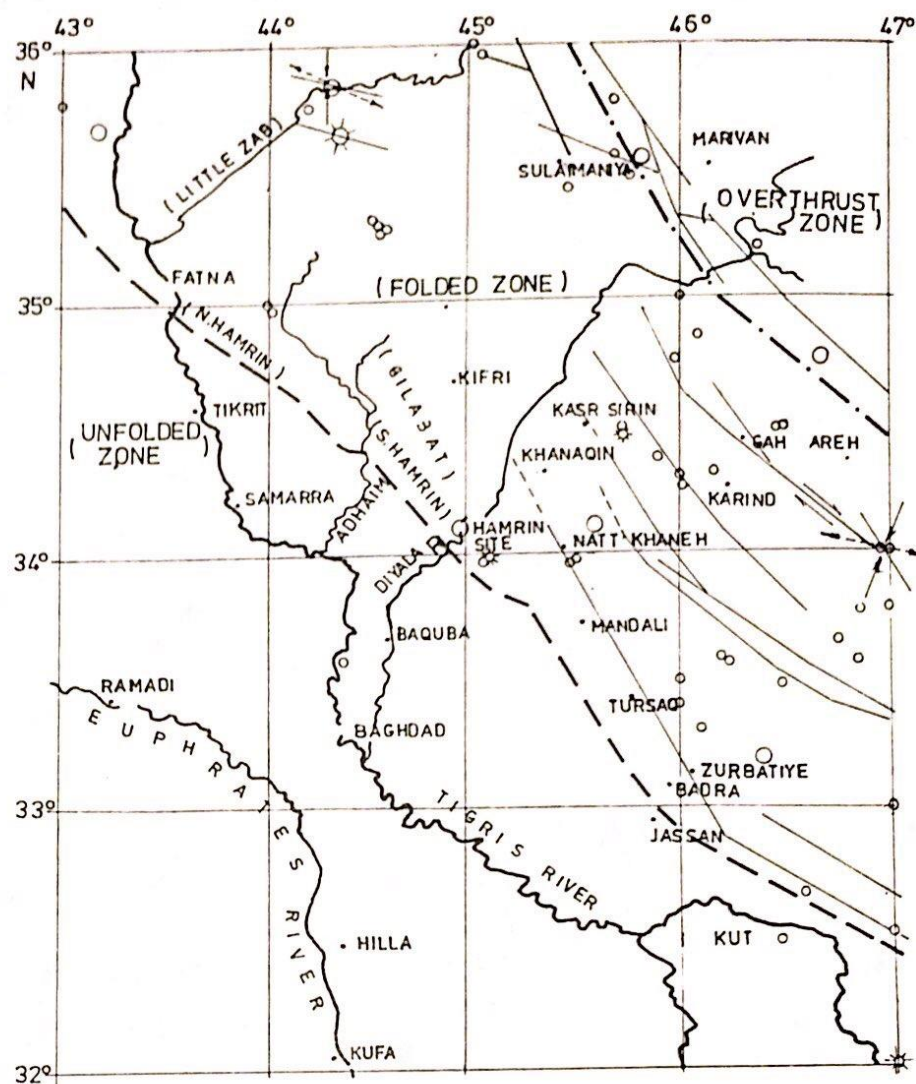 43° 44° 45° 46° 47°
36°
N
MARIVAN
SULAIMANIYA
(LITTLE ZAB)
(OVERTHRUST
ZONE)
FATNA
(FOLDED ZONE)
35°
(N.HAMRIN)
(GILABAT)
KIFRI
TIKRIT
KASR SIRIN
(UNFOLDED
ZONE)
(S.HAMRIN)
KHANAQIN
GAH AREH
KARIND
SAMARRA
ADHAIM
HAMRIN
SITE
34°
NATT KHANEH
DIYALA
MANDALI
BAQUBA
RAMADI
TURSAQ
EUPHRATES RIVER
BAGHDAD
ZURBATIYE
BADRA
33°
TIGRIS RIVER
JASSAN
HILLA
KUT
KUFA
32°